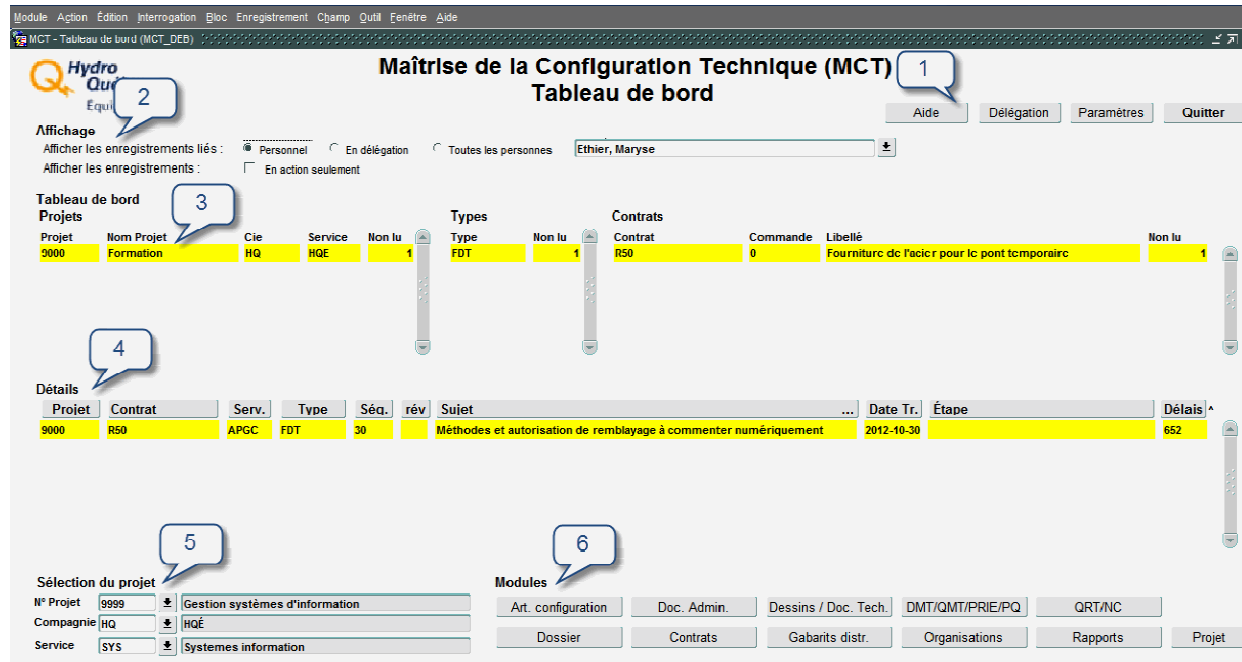 Module Action Édition Interrogation Bloc Enregistrement Champ Outil Fenêtre Aide
MCT - Tableau de bord (MCT_DEB)
Hydro
Maîtrise de la Configuration Technique (MCT)
Tableau de bord
1
2
Aide Délégation Paramètres Quitter
Affichage
Afficher les enregistrements liés : Personnel En délégation Toutes les personnes Ethier, Maryse
Afficher les enregistrements : En action seulement
Tableau de bord
3
Projets Types Contrats
Projet Nom Projet Cie Service Non lu Type Non lu Contrat Commande Libellé Non lu
9000 Formation HQ HQE 1 FDT 1 R50 0 Fourniture de l'acier pour le pont temporaire 1
4
Détails
Projet Contrat Serv. Type Séq. rév Sujet ... Date Tr. Étape Délais ^
9000 R50 APGC FDT 30 Méthodes et autorisation de remblayage à commenter numériquement 2012-10-30 652
5
6
Sélection du projet
Modules
Nº Projet 9999 Gestion systèmes d'information
Compagnie HQ HQÉ
Service SYS Systemes information
Art. configuration Doc. Admin. Dessins / Doc. Tech. DMT/QMT/PRIE/PQ QRT/NC
Dossier Contrats Gabarits distr. Organisations Rapports Projet